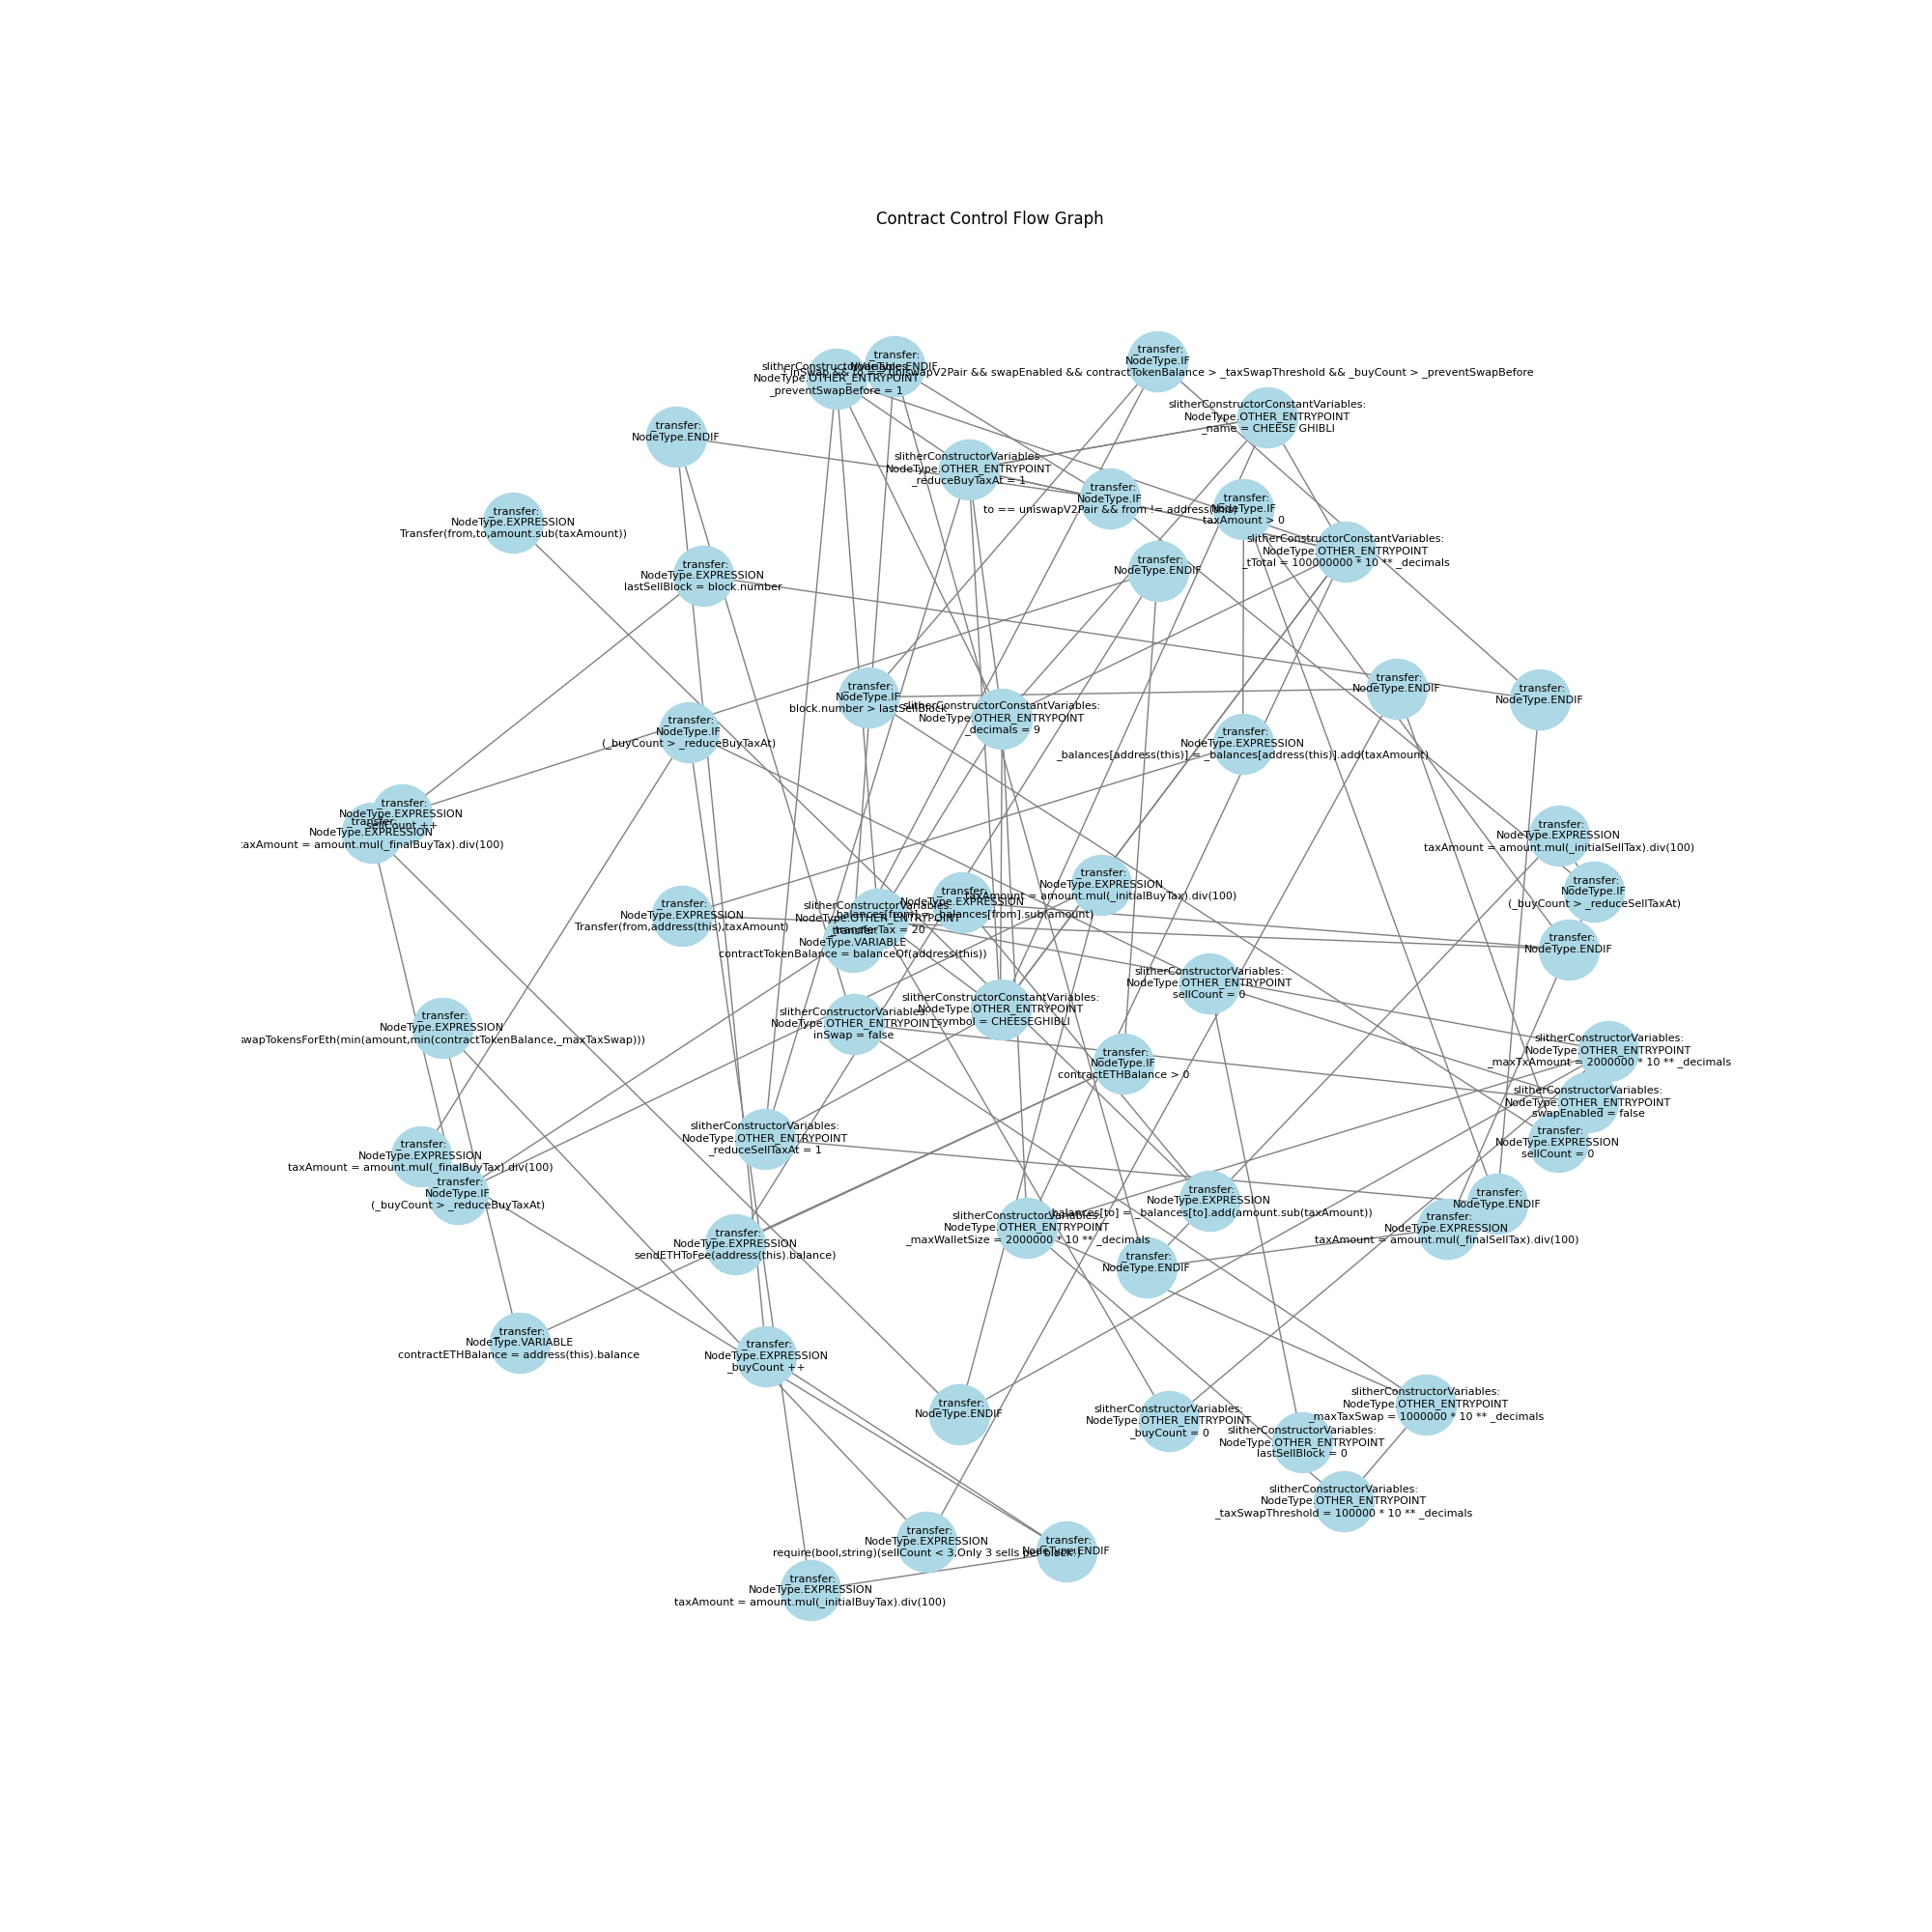 Contract Control Flow Graph
_transfer:
NodeType.ENDIF
_transfer:
NodeType.IF
!inSwap && to == uniswapV2Pair && swapEnabled && contractTokenBalance > _taxSwapThreshold && _buyCount > _preventSwapBefore
slitherConstructorVariables:
NodeType.OTHER_ENTRYPOINT
_preventSwapBefore = 1
slitherConstructorConstantVariables:
NodeType.OTHER_ENTRYPOINT
_name = CHEESE GHIBLI
_transfer:
NodeType.ENDIF
slitherConstructorVariables:
NodeType.OTHER_ENTRYPOINT
_reduceBuyTaxAt = 1
_transfer:
NodeType.IF
to == uniswapV2Pair && from != address(this)
_transfer:
NodeType.IF
taxAmount > 0
_transfer:
NodeType.EXPRESSION
Transfer(from,to,amount.sub(taxAmount))
slitherConstructorConstantVariables:
NodeType.OTHER_ENTRYPOINT
_tTotal = 100000000 * 10 ** _decimals
_transfer:
NodeType.ENDIF
_transfer:
NodeType.EXPRESSION
lastSellBlock = block.number
_transfer:
NodeType.ENDIF
_transfer:
NodeType.IF
block.number > lastSellBlock
_transfer:
NodeType.ENDIF
slitherConstructorConstantVariables:
NodeType.OTHER_ENTRYPOINT
_decimals = 9
_transfer:
NodeType.IF
(_buyCount > _reduceBuyTaxAt)
_transfer:
NodeType.EXPRESSION
_balances[address(this)] = _balances[address(this)].add(taxAmount)
_transfer:
NodeType.EXPRESSION
sellCount ++
_transfer:
NodeType.EXPRESSION
taxAmount = amount.mul(_finalBuyTax).div(100)
_transfer:
NodeType.EXPRESSION
taxAmount = amount.mul(_initialSellTax).div(100)
_transfer:
NodeType.IF
(_buyCount > _reduceSellTaxAt)
_transfer:
NodeType.EXPRESSION
taxAmount = amount.mul(_initialBuyTax).div(100)
_transfer:
NodeType.EXPRESSION
_balances[from] = _balances[from].sub(amount)
_transfer:
NodeType.EXPRESSION
Transfer(from,address(this),taxAmount)
slitherConstructorVariables:
NodeType.OTHER_ENTRYPOINT
_transferTax = 20
_transfer:
NodeType.VARIABLE
contractTokenBalance = balanceOf(address(this))
_transfer:
NodeType.ENDIF
slitherConstructorVariables:
NodeType.OTHER_ENTRYPOINT
sellCount = 0
slitherConstructorVariables:
NodeType.OTHER_ENTRYPOINT
inSwap = false
slitherConstructorConstantVariables:
NodeType.OTHER_ENTRYPOINT
_symbol = CHEESEGHIBLI
_transfer:
NodeType.EXPRESSION
swapTokensForEth(min(amount,min(contractTokenBalance,_maxTaxSwap)))
slitherConstructorVariables:
NodeType.OTHER_ENTRYPOINT
_maxTxAmount = 2000000 * 10 ** _decimals
_transfer:
NodeType.IF
contractETHBalance > 0
slitherConstructorVariables:
NodeType.OTHER_ENTRYPOINT
swapEnabled = false
slitherConstructorVariables:
NodeType.OTHER_ENTRYPOINT
_reduceSellTaxAt = 1
_transfer:
NodeType.EXPRESSION
sellCount = 0
_transfer:
NodeType.EXPRESSION
taxAmount = amount.mul(_finalBuyTax).div(100)
_transfer:
NodeType.IF
(_buyCount > _reduceBuyTaxAt)
_transfer:
NodeType.EXPRESSION
_balances[to] = _balances[to].add(amount.sub(taxAmount))
_transfer:
NodeType.ENDIF
slitherConstructorVariables:
NodeType.OTHER_ENTRYPOINT
_maxWalletSize = 2000000 * 10 ** _decimals
_transfer:
NodeType.EXPRESSION
taxAmount = amount.mul(_finalSellTax).div(100)
_transfer:
NodeType.EXPRESSION
sendETHToFee(address(this).balance)
_transfer:
NodeType.ENDIF
_transfer:
NodeType.VARIABLE
contractETHBalance = address(this).balance
_transfer:
NodeType.EXPRESSION
_buyCount ++
_transfer:
NodeType.ENDIF
slitherConstructorVariables:
NodeType.OTHER_ENTRYPOINT
_buyCount = 0
slitherConstructorVariables:
NodeType.OTHER_ENTRYPOINT
_maxTaxSwap = 1000000 * 10 ** _decimals
slitherConstructorVariables:
NodeType.OTHER_ENTRYPOINT
lastSellBlock = 0
slitherConstructorVariables:
NodeType.OTHER_ENTRYPOINT
_taxSwapThreshold = 100000 * 10 ** _decimals
_transfer:
NodeType.EXPRESSION
require(bool,string)(sellCount < 3,Only 3 sells per block!)
_transfer:
NodeType.ENDIF
_transfer:
NodeType.EXPRESSION
taxAmount = amount.mul(_initialBuyTax).div(100)